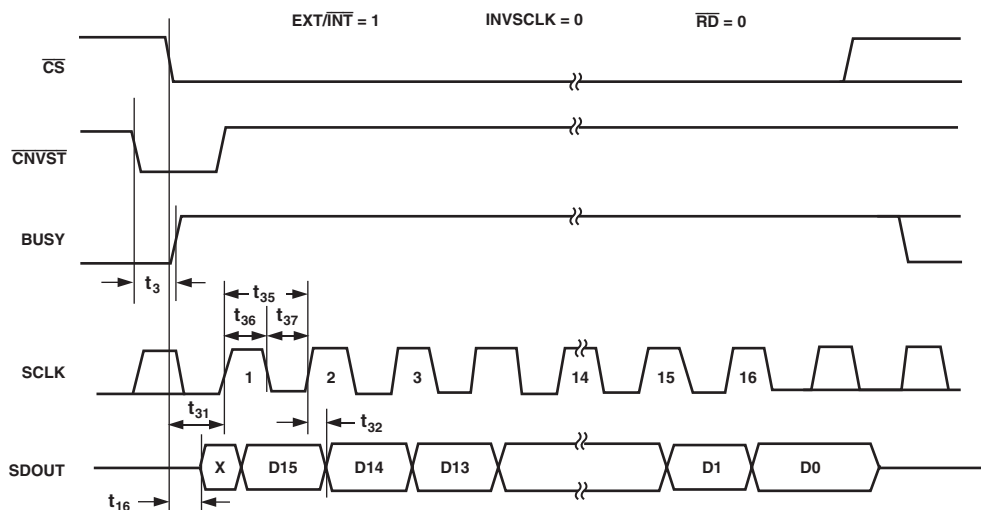 EXT/INT = 1 INVSCLK = 0 RD = 0
CS
CNVST
BUSY
t3
t35
t36 t37
SCLK
1 2 3 14 15 16
t31
t32
SDOUT
X D15 D14 D13 D1 D0
t16